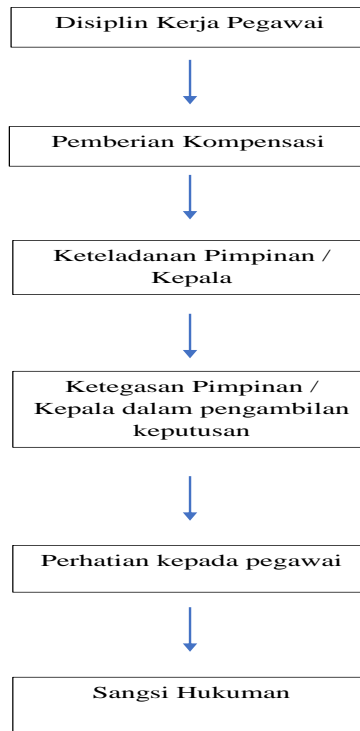 Disiplin Kerja Pegawai
Pemberian Kompensasi
Keteladanan Pimpinan /
Kepala
Ketegasan Pimpinan /
Kepala dalam pengambilan
keputusan
Perhatian kepada pegawai
Sangsi Hukuman